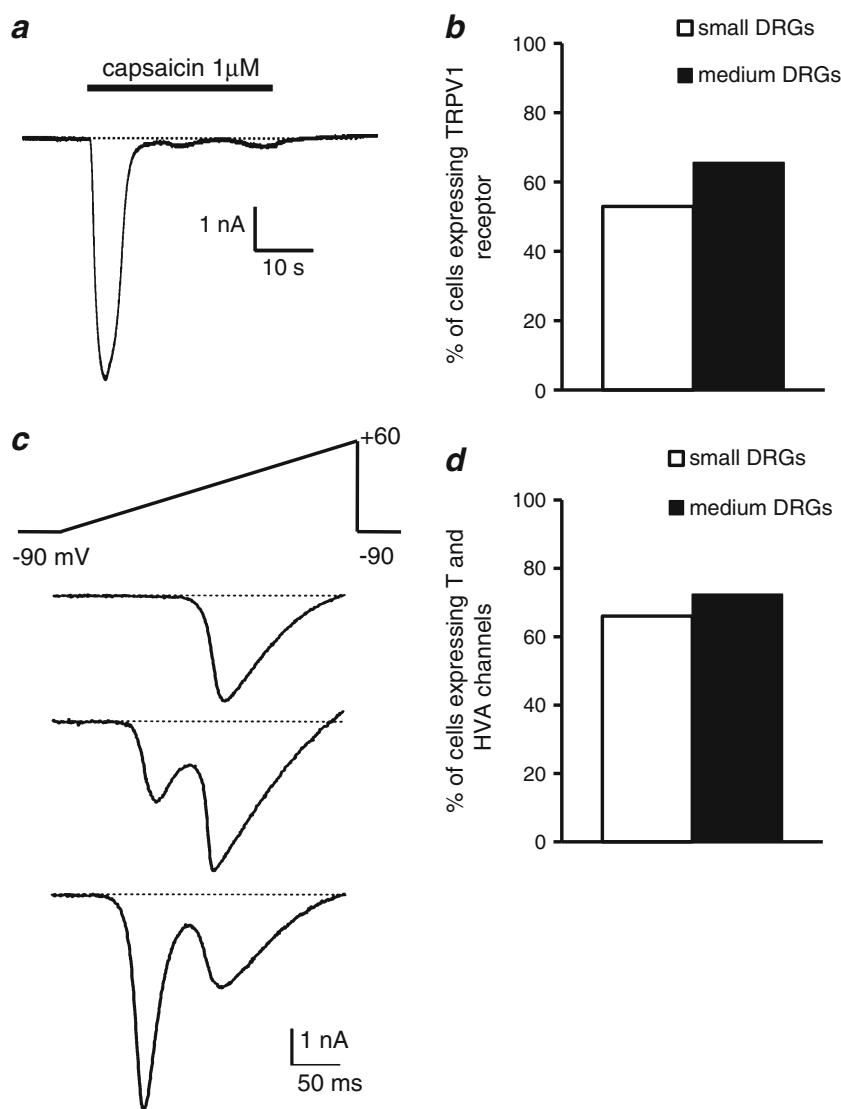 a
capsaicin 1µM
1 nA
10 s
b
small DRGs
medium DRGs
% of cells expressing TRPV1
receptor
100
80
60
40
20
0
c
+60
-90 mV
-90
1 nA
50 ms
d
small DRGs
medium DRGs
% of cells expressing T and
HVA channels
100
80
60
40
20
0